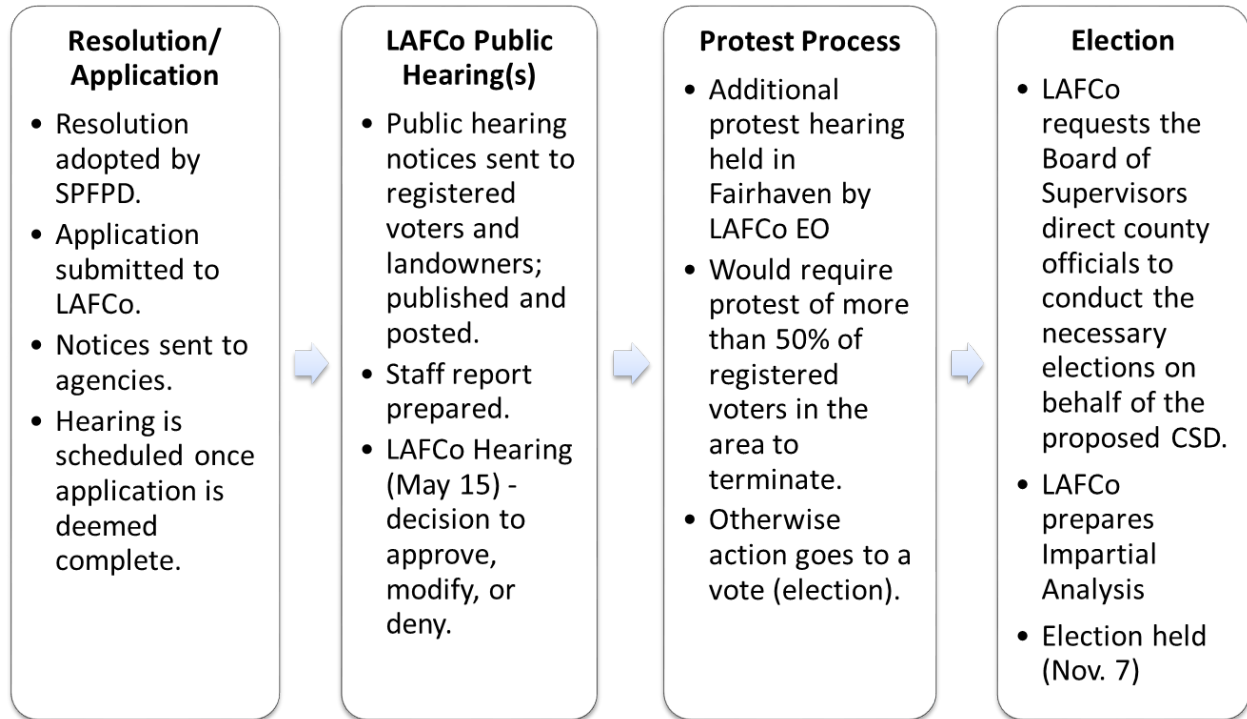 Resolution/
Application
• Resolution
adopted by
SPFPD.
• Application
submitted to
LAFCo.
• Notices sent to
agencies.
• Hearing is
scheduled once
application is
deemed
complete.
LAFCo Public
Hearing(s)
• Public hearing
notices sent to
registered
voters and
landowners;
published and
posted.
• Staff report
prepared.
• LAFCo Hearing
(May 15) -
decision to
approve,
modify, or
deny.
Protest Process
• Additional
protest hearing
held in
Fairhaven by
LAFCo EO
• Would require
protest of more
than 50% of
registered
voters in the
area to
terminate.
• Otherwise
action goes to a
vote (election).
Election
• LAFCo
requests the
Board of
Supervisors
direct county
officials to
conduct the
necessary
elections on
behalf of the
proposed CSD.
• LAFCo
prepares
Impartial
Analysis
• Election held
(Nov. 7)